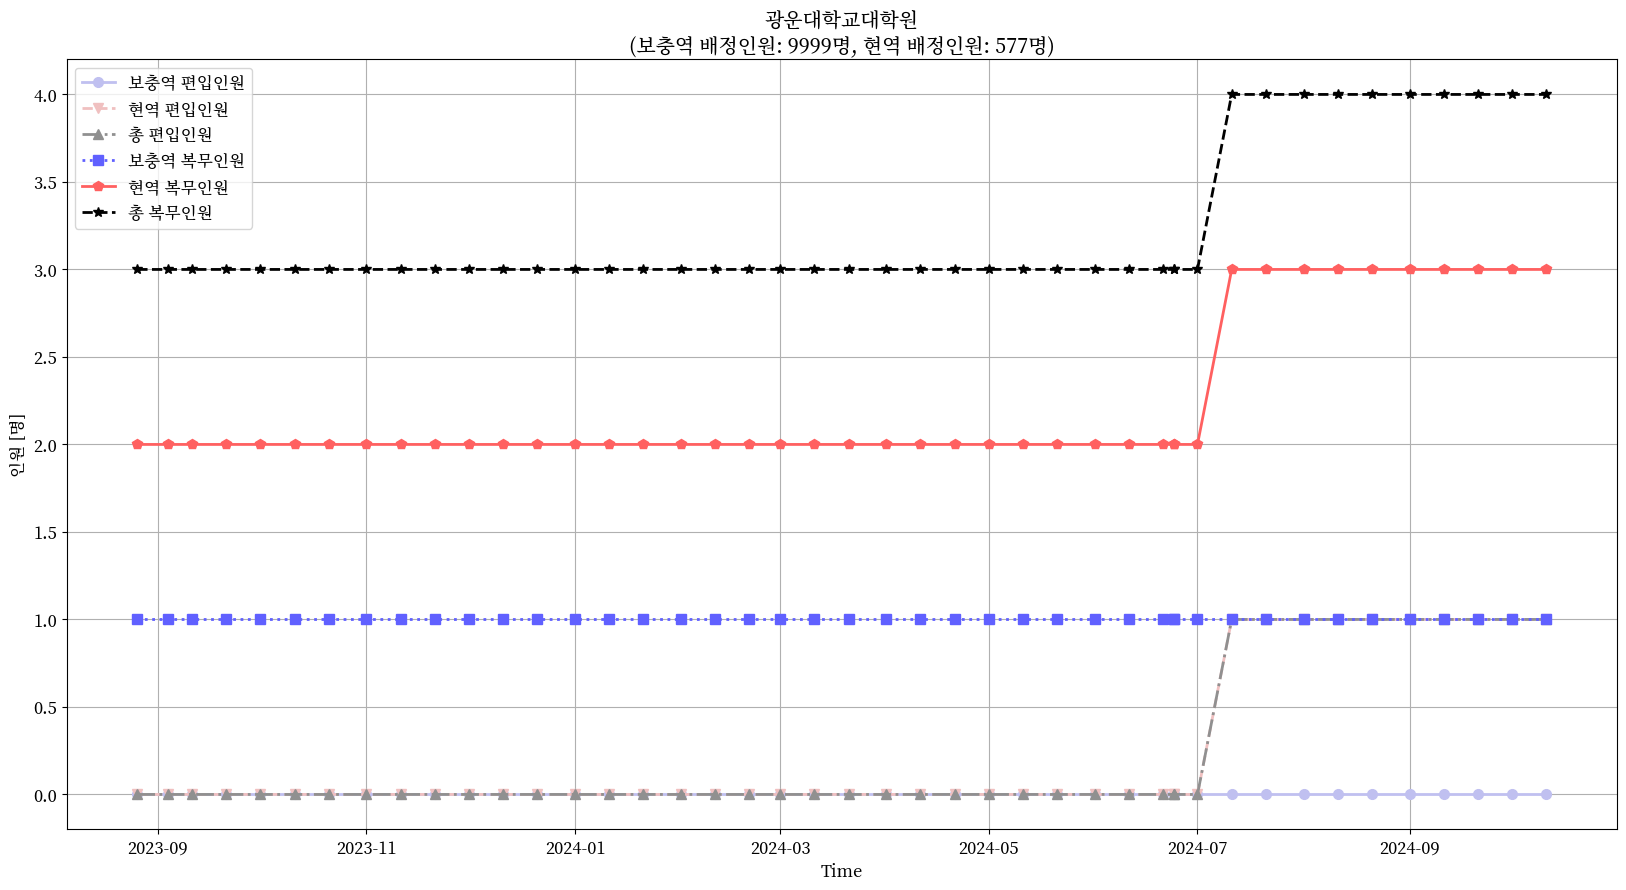 광운대학교대학원
(보충역 배정인원: 9999명, 현역 배정인원: 577명)
보충역 편입인원
현역 편입인원
총 편입인원
보충역 복무인원
현역 복무인원
총 복무인원
4.0
3.5
3.0
2.5
2.0
1.5
1.0
0.5
0.0
인원 [명]
2023-09 2023-11 2024-01 2024-03 2024-05 2024-07 2024-09
Time